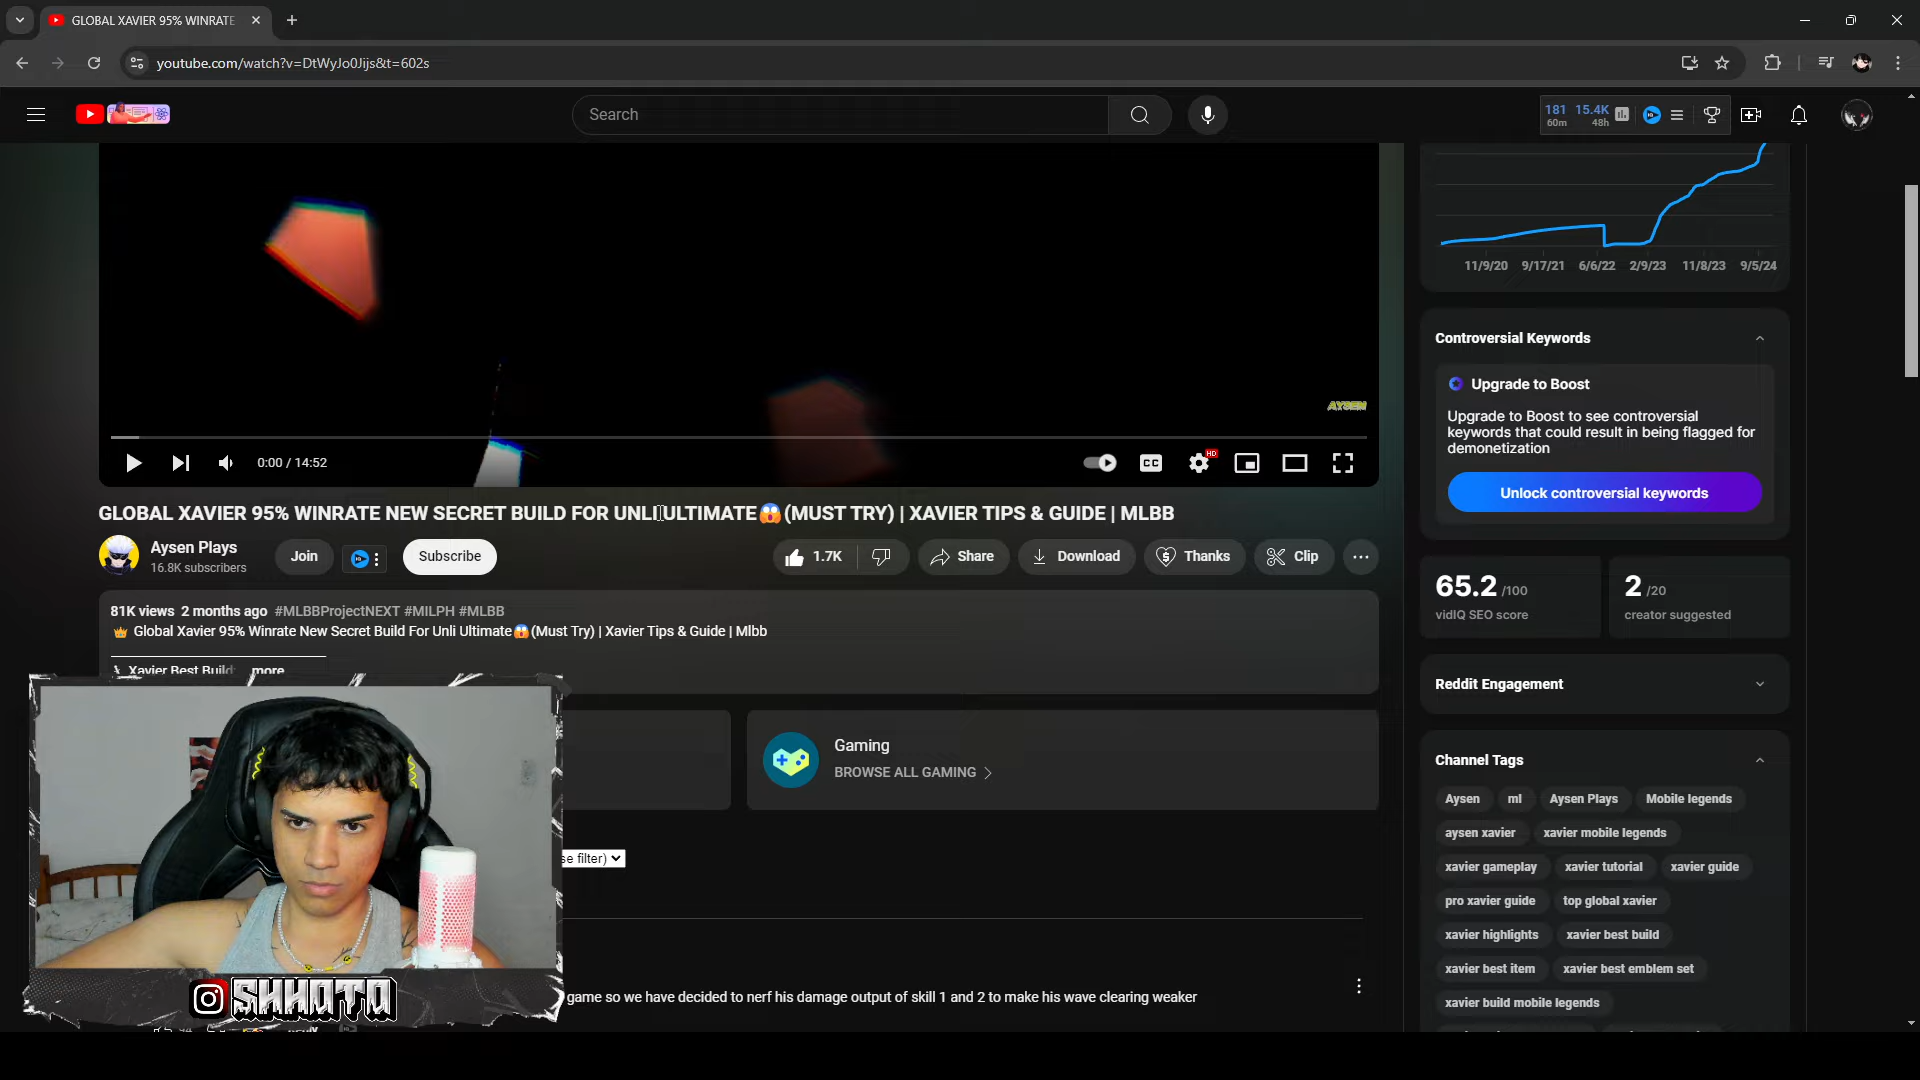 GLOBAL XAVIER 95% WINRATE
youtube.com/watch?v=DtWyJo0Jijs&t=602s
Search
181 15.4K
60m 48h
11/9/20 9/17/21 6/6/22 2/9/23 11/8/23 9/5/24
Controversial Keywords
Upgrade to Boost
Upgrade to Boost to see controversial
keywords that could result in being flagged for
demonetization
Unlock controversial keywords
AYSEN
0:00 / 14:52
CC
HD
GLOBAL XAVIER 95% WINRATE NEW SECRET BUILD FOR UNLI ULTIMATE😱(MUST TRY) | XAVIER TIPS & GUIDE | MLBB
Aysen Plays
16.8K subscribers
Join
Subscribe
1.7K
Share
Download
Thanks
Clip
81K views 2 months ago #MLBBProjectNEXT #MILPH #MLBB
👑 Global Xavier 95% Winrate New Secret Build For Unli Ultimate😱(Must Try) | Xavier Tips & Guide | Mlbb
Xavier Best Build ...more
65.2 /100
vidIQ SEO score
2 /20
creator suggested
Reddit Engagement
Gaming
BROWSE ALL GAMING
Channel Tags
Aysen ml Aysen Plays Mobile legends
aysen xavier xavier mobile legends
xavier gameplay xavier tutorial xavier guide
pro xavier guide top global xavier
xavier highlights xavier best build
xavier best item xavier best emblem set
xavier build mobile legends
se filter)
game so we have decided to nerf his damage output of skill 1 and 2 to make his wave clearing weaker
SHHOTO